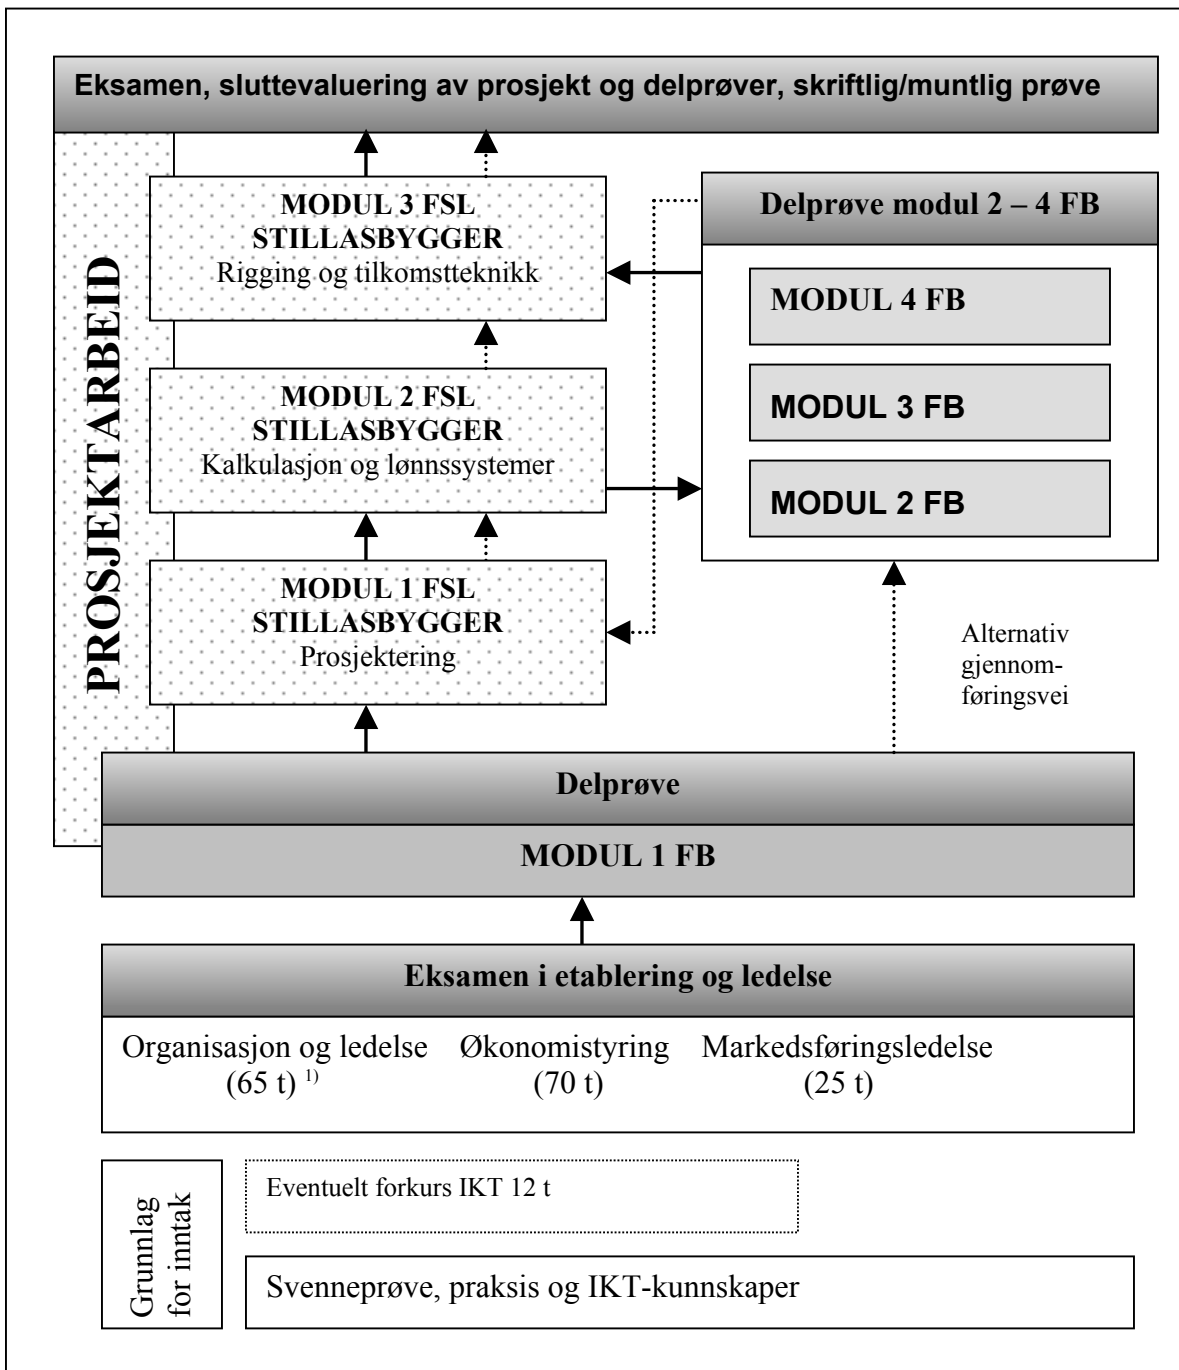 Eksamen, sluttevaluering av prosjekt og delprøver, skriftlig/muntlig prøve
PROSJEKTARBEID
MODUL 3 FSL
STILLASBYGGER
Rigging og tilkomstteknikk
MODUL 2 FSL
STILLASBYGGER
Kalkulasjon og lønnssystemer
MODUL 1 FSL
STILLASBYGGER
Prosjektering
Delprøve modul 2 – 4 FB
MODUL 4 FB
MODUL 3 FB
MODUL 2 FB
Alternativ
gjennom-
føringsvei
Delprøve
MODUL 1 FB
Eksamen i etablering og ledelse
Organisasjon og ledelse Økonomistyring Markedsføringsledelse
(65 t) 1) (70 t) (25 t)
Grunnlag
for inntak
Eventuelt forkurs IKT 12 t
Svenneprøve, praksis og IKT-kunnskaper